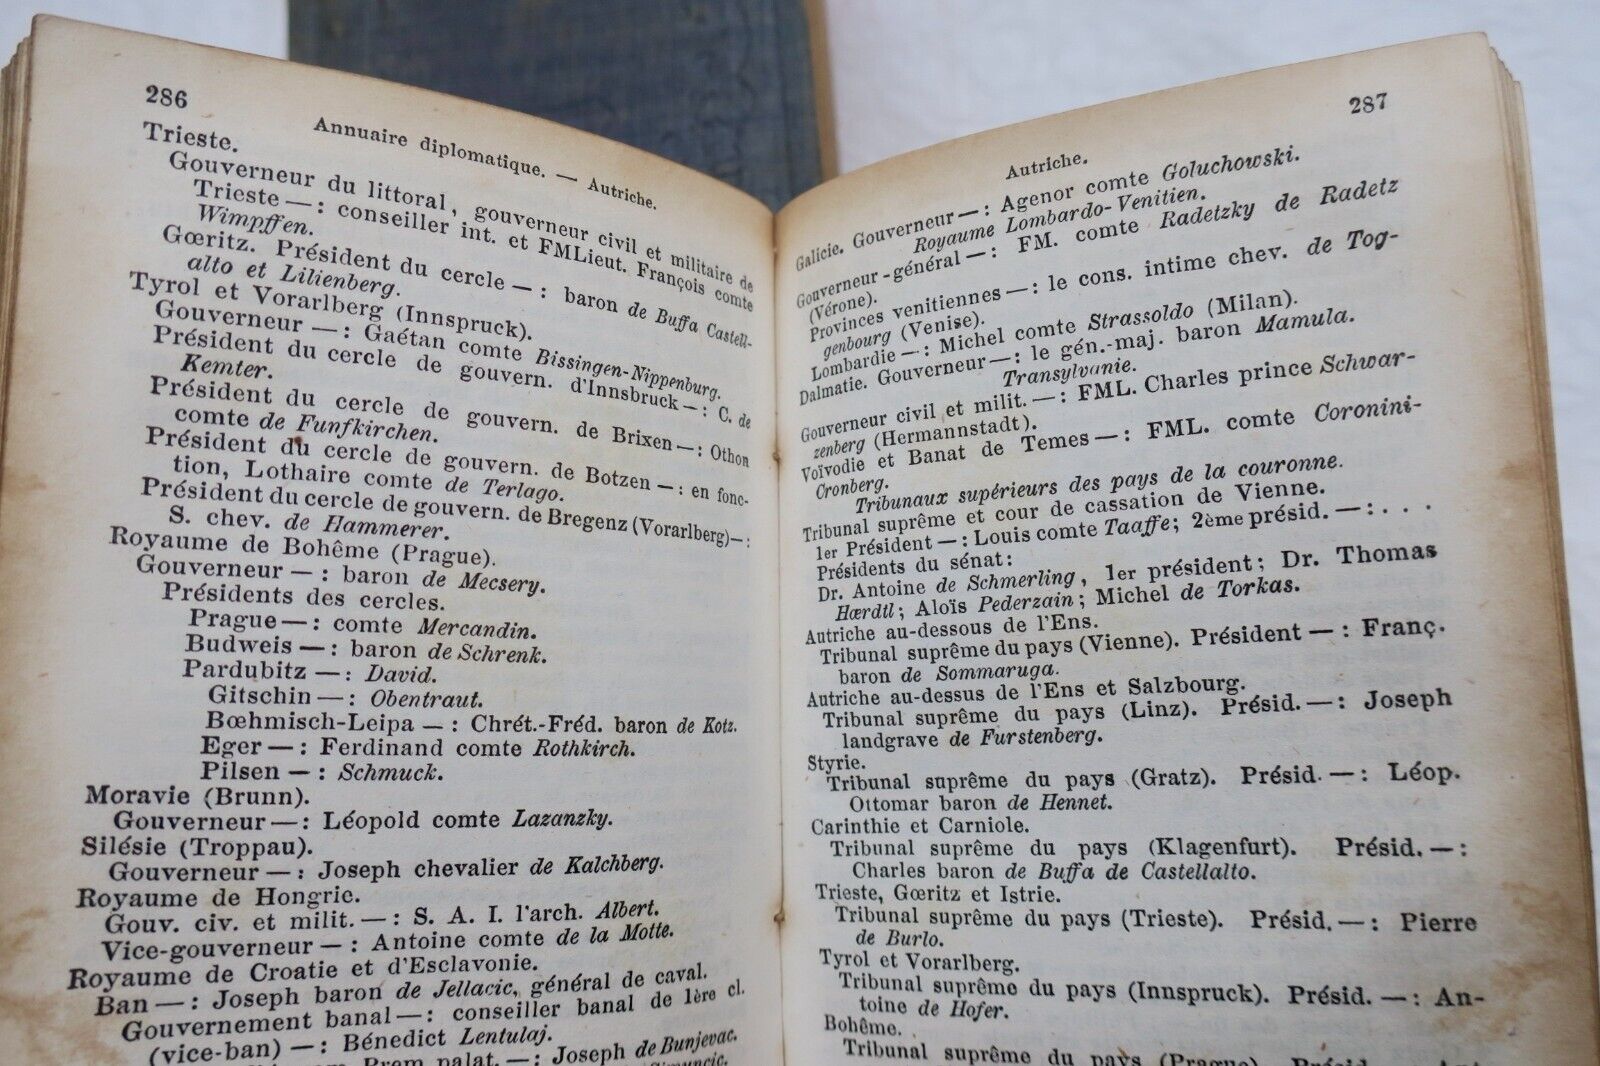 286
Annuaire diplomatique. — Autriche.
Trieste.
Gouverneur du littoral, gouverneur civil et militaire de
Trieste —: conseiller int. et FMLieut. François comte
Wimpffen.
Gœritz. Président du cercle —: baron de Buffa Castell-
alto et Lilienberg.
Tyrol et Vorarlberg (Innspruck).
Gouverneur —: Gaétan comte Bissingen-Nippenburg.
Président du cercle de gouvern. d'Innsbruck —: C. de
Kemter.
Président du cercle de gouvern. de Brixen —: Othon
comte de Funfkirchen.
Président du cercle de gouvern. de Botzen —: en fonc-
tion, Lothaire comte de Terlago.
Président du cercle de gouvern. de Bregenz (Vorarlberg) —:
S. chev. de Hammerer.
Royaume de Bohême (Prague).
Gouverneur —: baron de Mecsery.
Présidents des cercles.
Prague —: comte Mercandin.
Budweis —: baron de Schrenk.
Pardubitz —: David.
Gitschin —: Obentraut.
Bœhmisch-Leipa —: Chrét.-Fréd. baron de Kotz.
Eger —: Ferdinand comte Rothkirch.
Pilsen —: Schmuck.
Moravie (Brunn).
Gouverneur —: Léopold comte Lazanzky.
Silésie (Troppau).
Gouverneur —: Joseph chevalier de Kalchberg.
Royaume de Hongrie.
Gouv. civ. et milit. —: S. A. I. l'arch. Albert.
Vice-gouverneur —: Antoine comte de la Motte.
Royaume de Croatie et d'Esclavonie.
Ban —: Joseph baron de Jellacic, général de caval.
Gouvernement banal —: conseiller banal de 1ère cl.
(vice-ban) —: Bénedict Lentulaj.
Prem. palat. —: Joseph de Bunjevac.
287
Autriche.
Galicie. Gouverneur —: Agenor comte Goluchowski.
Royaume Lombardo-Venitien.
Gouverneur-général —: FM. comte Radetzky de Radetz
(Vérone).
Provinces venitiennes —: le cons. intime chev. de Tog-
genbourg (Venise).
Lombardie —: Michel comte Strassoldo (Milan).
Dalmatie. Gouverneur —: le gén.-maj. baron Mamula.
Transylvanie.
Gouverneur civil et milit. —: FML. Charles prince Schwar-
zenberg (Hermannstadt).
Voïvodie et Banat de Temes —: FML. comte Coronini-
Cronberg.
Tribunaux supérieurs des pays de la couronne.
Tribunal suprême et cour de cassation de Vienne.
1er Président —: Louis comte Taaffe; 2ème présid. —: . . .
Présidents du sénat:
Dr. Antoine de Schmerling, 1er président; Dr. Thomas
Hœrdtl; Aloïs Pederzain; Michel de Torkas.
Autriche au-dessous de l'Ens.
Tribunal suprême du pays (Vienne). Président —: Franç.
baron de Sommaruga.
Autriche au-dessus de l'Ens et Salzbourg.
Tribunal suprême du pays (Linz). Présid. —: Joseph
landgrave de Furstenberg.
Styrie.
Tribunal suprême du pays (Gratz). Présid. —: Léop.
Ottomar baron de Hennet.
Carinthie et Carniole.
Tribunal suprême du pays (Klagenfurt). Présid. —:
Charles baron de Buffa de Castellalto.
Trieste, Gœritz et Istrie.
Tribunal suprême du pays (Trieste). Présid. —: Pierre
de Burlo.
Tyrol et Vorarlberg.
Tribunal suprême du pays (Innspruck). Présid. —: An-
toine de Hofer.
Bohême.
Tribunal suprême du pays (Prague). Présid. —: